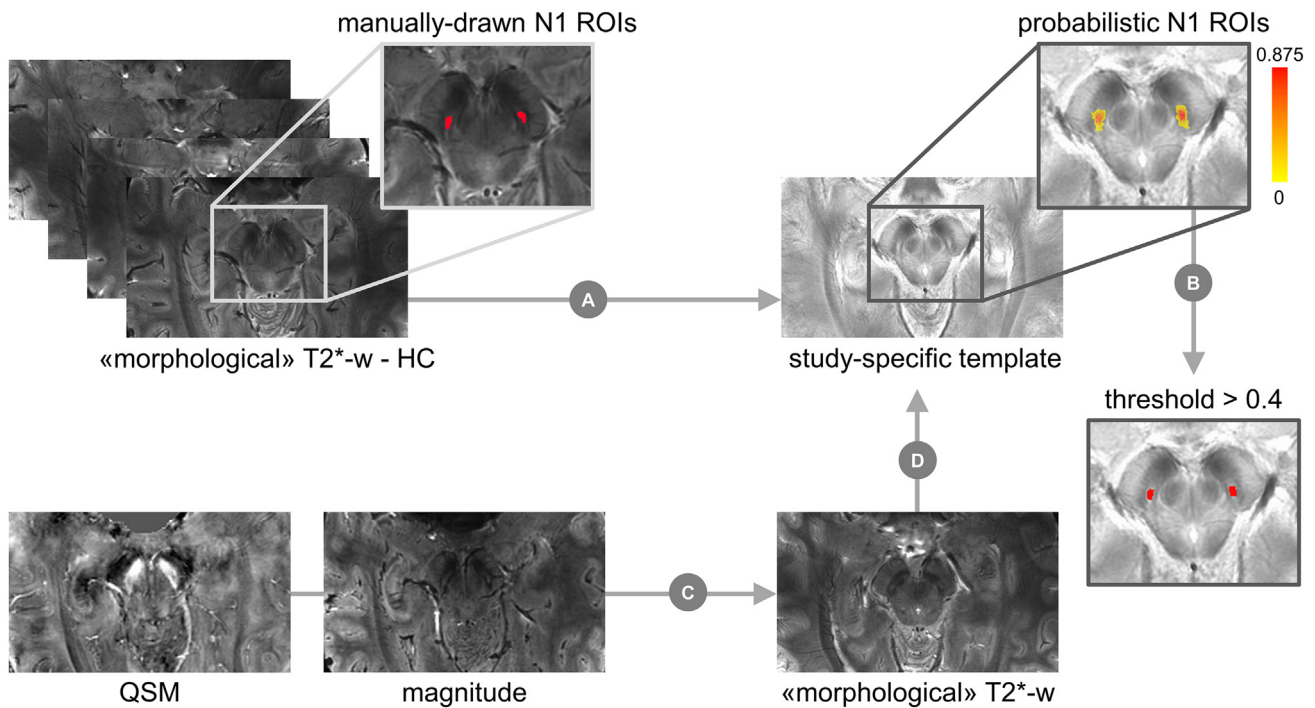 manually-drawn N1 ROIs
probabilistic N1 ROIs
0.875
0
A
B
«morphological» T2*-w - HC
study-specific template
threshold > 0.4
D
C
QSM
magnitude
«morphological» T2*-w